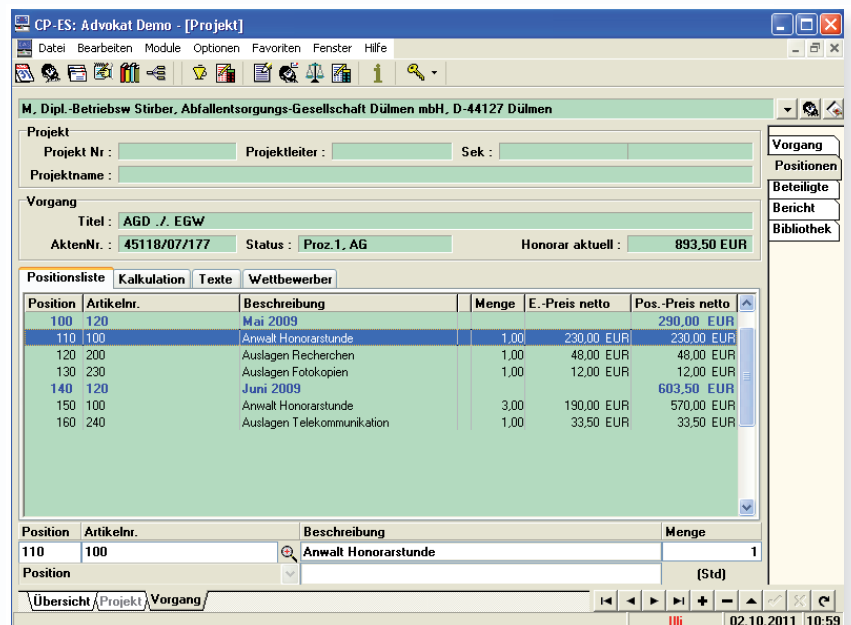 CP-ES: Advokat Demo - [Projekt]
Datei Bearbeiten Module Optionen Favoriten Fenster Hilfe
M, Dipl.-Betriebsw Stirber, Abfallentsorgungs-Gesellschaft Dülmen mbH, D-44127 Dülmen
Projekt
Projekt Nr : Projektleiter : Sek :
Projektname :
Vorgang
Titel : AGD ./. EGW
AktenNr. : 45118/07/177 Status : Proz.1, AG Honorar aktuell : 893,50 EUR
Vorgang
Positionen
Beteiligte
Bericht
Bibliothek
Positionsliste Kalkulation Texte Wettbewerber
Position Artikelnr. Beschreibung Menge E.-Preis netto Pos.-Preis netto
100 120 Mai 2009 290,00 EUR
110 100 Anwalt Honorarstunde 1,00 230,00 EUR 230,00 EUR
120 200 Auslagen Recherchen 1,00 48,00 EUR 48,00 EUR
130 230 Auslagen Fotokopien 1,00 12,00 EUR 12,00 EUR
140 120 Juni 2009 603,50 EUR
150 100 Anwalt Honorarstunde 3,00 190,00 EUR 570,00 EUR
160 240 Auslagen Telekommunikation 1,00 33,50 EUR 33,50 EUR
Position Artikelnr. Beschreibung Menge
110 100 Anwalt Honorarstunde 1
Position (Std)
Übersicht Projekt Vorgang
Ulli 02.10.2011 10:59